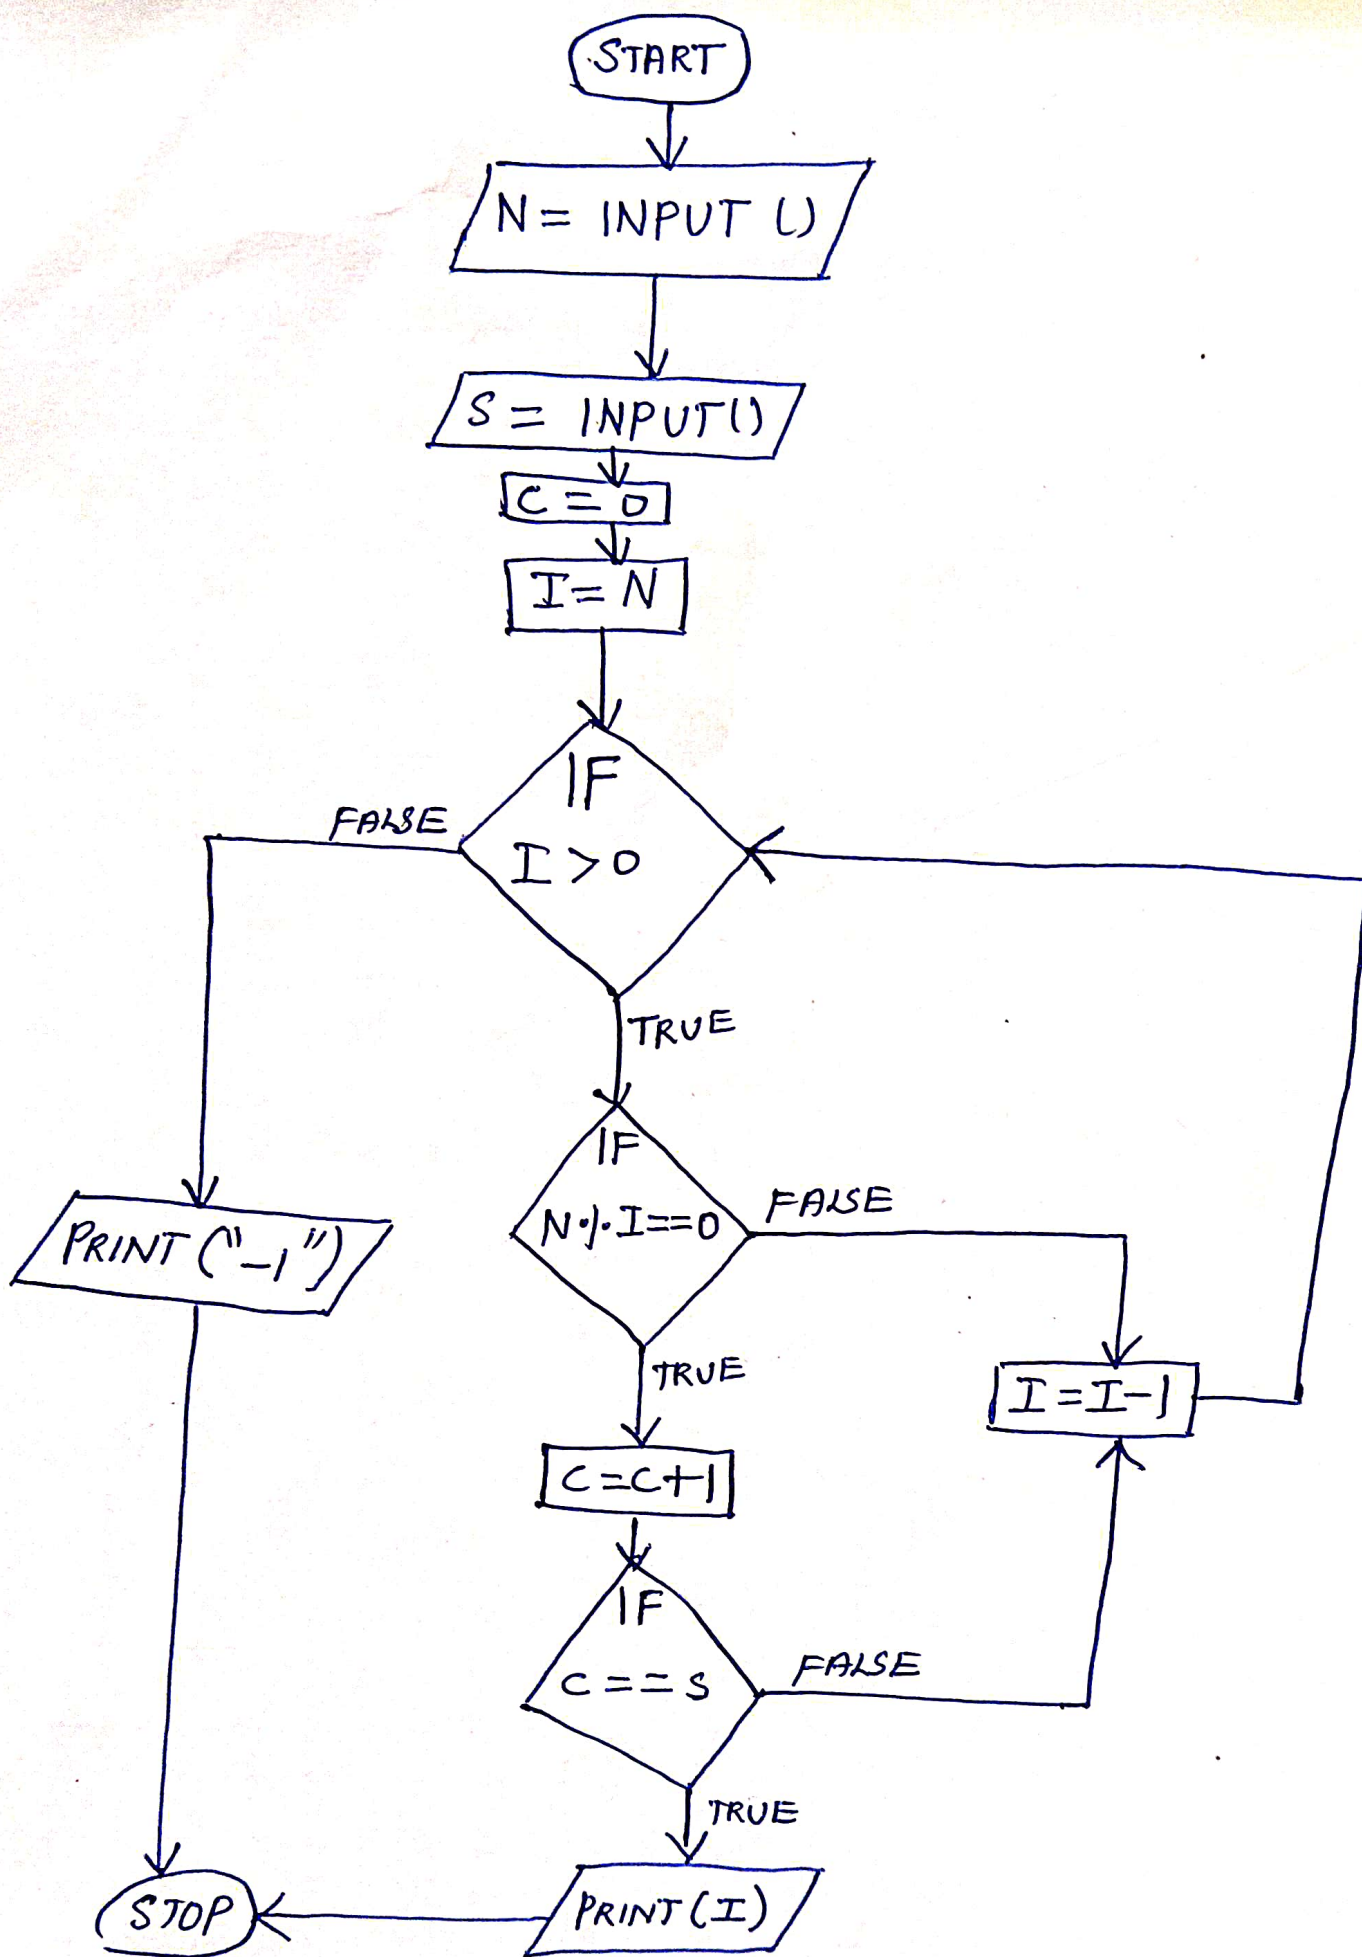 START
N = INPUT ()
S = INPUT()
C = 0
I = N
IF
I > 0
FALSE
TRUE
IF
N % I == 0
FALSE
PRINT ("-1")
TRUE
I = I-1
C = C+1
IF
C == S
FALSE
TRUE
PRINT (I)
STOP